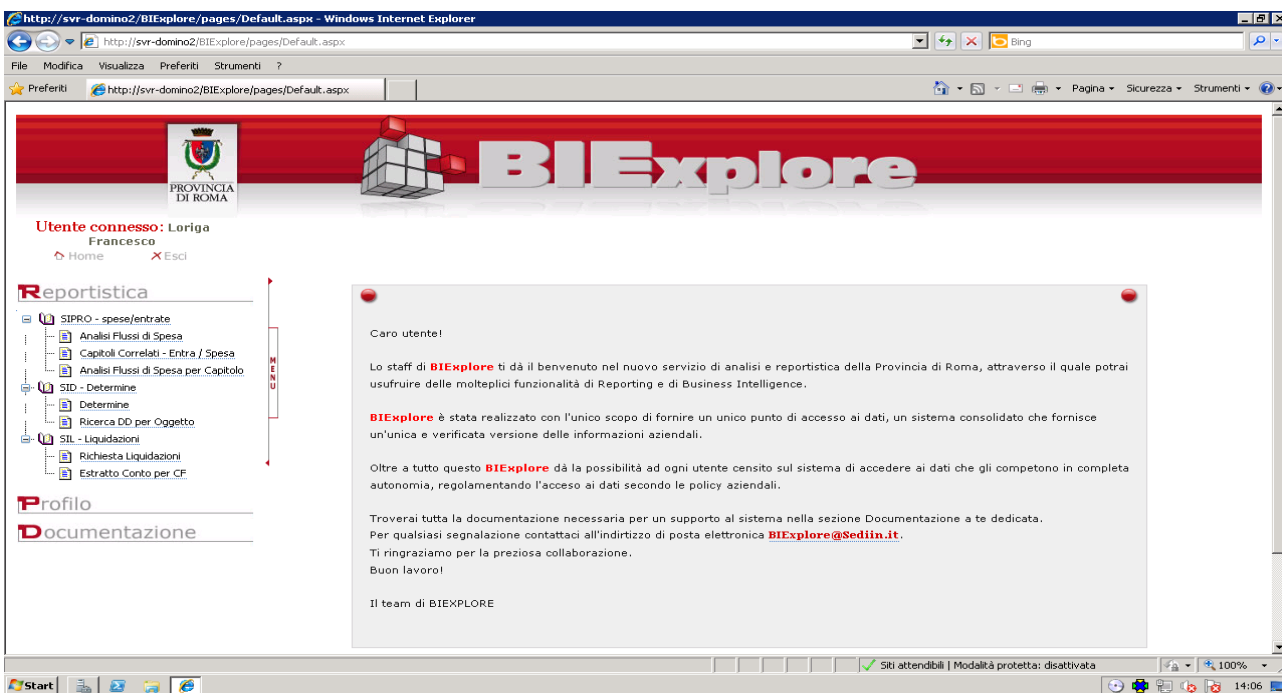 http://svr-domino2/BIExplore/pages/Default.aspx - Windows Internet Explorer
http://svr-domino2/BIExplore/pages/Default.aspx
Bing
File Modifica Visualizza Preferiti Strumenti ?
Preferiti
http://svr-domino2/BIExplore/pages/Default.aspx
Pagina Sicurezza Strumenti
PROVINCIA
DI ROMA
BIExplore
Utente connesso: Loriga
Francesco
Home Esci
Reportistica
SIPRO - spese/entrate
Analisi Flussi di Spesa
Capitoli Correlati - Entra / Spesa
Analisi Flussi di Spesa per Capitolo
SID - Determine
Determine
Ricerca DD per Oggetto
SIL - Liquidazioni
Richiesta Liquidazioni
Estratto Conto per CF
Profilo
Documentazione
MENU
Caro utente!
Lo staff di BIExplore ti dà il benvenuto nel nuovo servizio di analisi e reportistica della Provincia di Roma, attraverso il quale potrai
usufruire delle molteplici funzionalità di Reporting e di Business Intelligence.
BIExplore è stata realizzato con l'unico scopo di fornire un unico punto di accesso ai dati, un sistema consolidato che fornisce
un'unica e verificata versione delle informazioni aziendali.
Oltre a tutto questo BIExplore dà la possibilità ad ogni utente censito sul sistema di accedere ai dati che gli competono in completa
autonomia, regolamentando l'acceso ai dati secondo le policy aziendali.
Troverai tutta la documentazione necessaria per un supporto al sistema nella sezione Documentazione a te dedicata.
Per qualsiasi segnalazione contattaci all'indirtizzo di posta elettronica BIExplore@Sediin.it.
Ti ringraziamo per la preziosa collaborazione.
Buon lavoro!
Il team di BIEXPLORE
Siti attendibili | Modalità protetta: disattivata
100%
Start
14:06